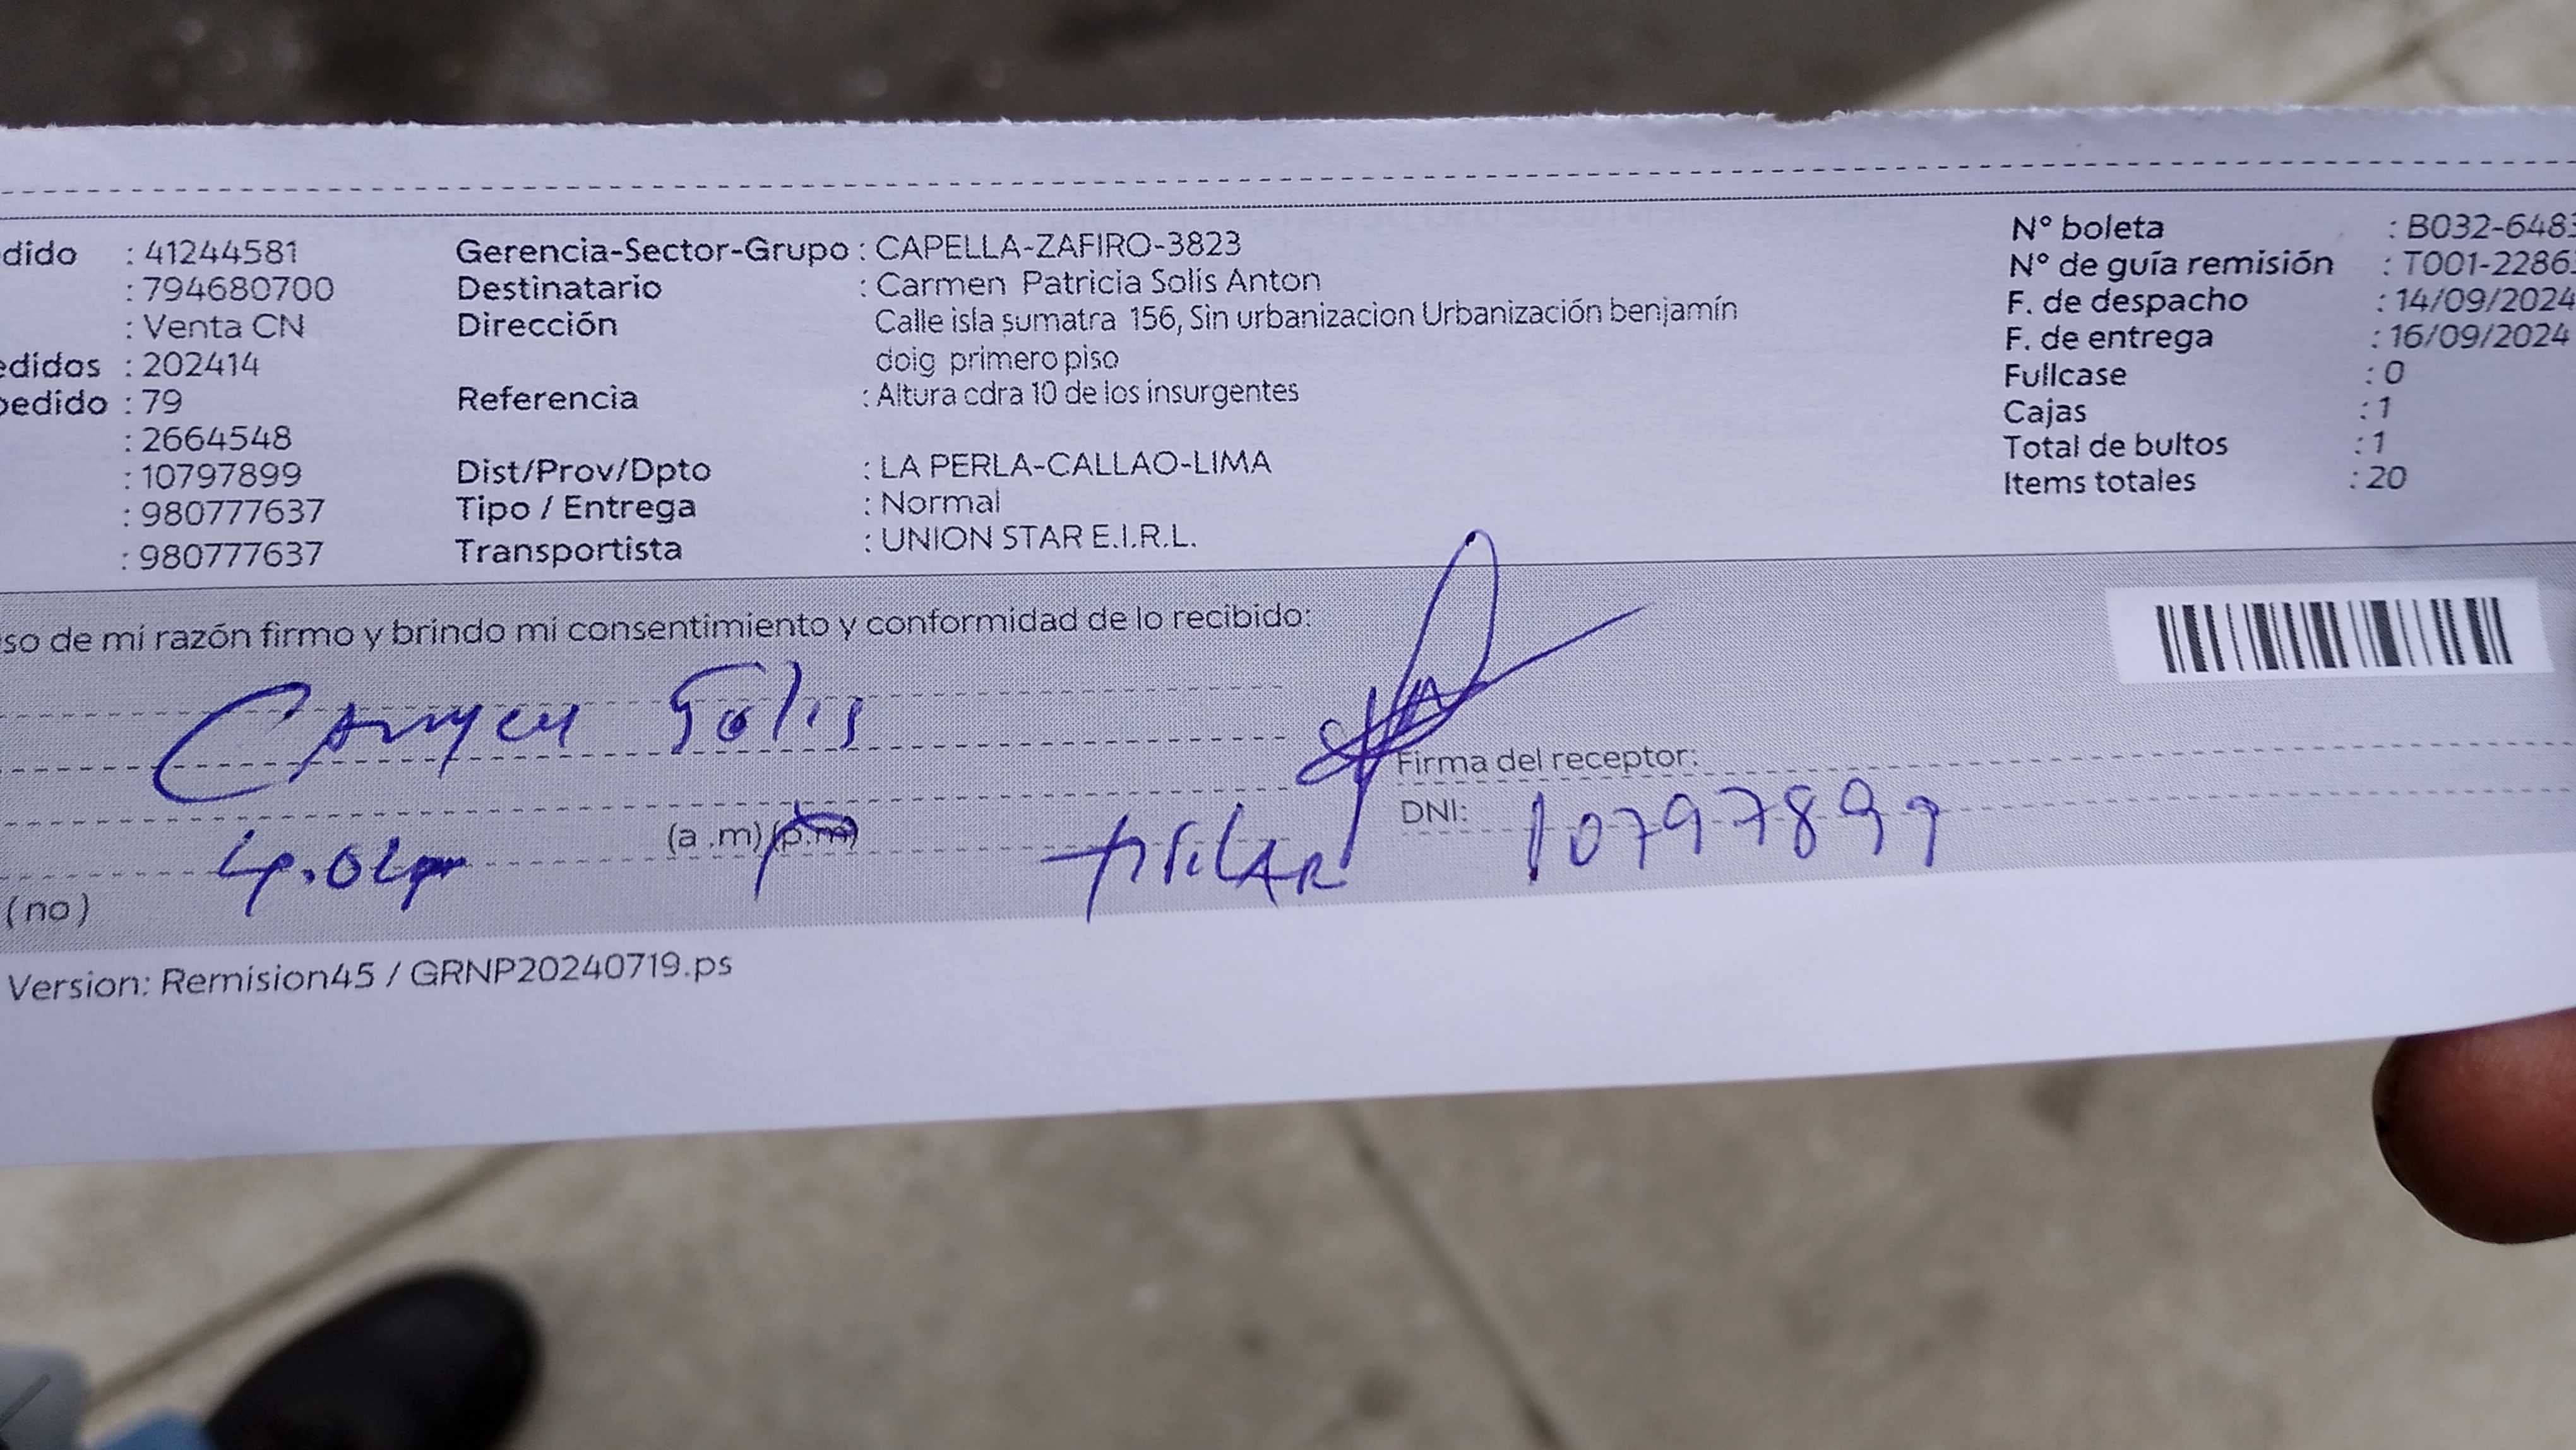 dido : 41244581 Gerencia-Sector-Grupo : CAPELLA-ZAFIRO-3823 N° boleta : B032-6483
: 794680700 Destinatario : Carmen Patricia Solis Anton N° de guía remisión : T001-2286
: Venta CN Dirección Calle isla sumatra 156, Sin urbanizacion Urbanización benjamín F. de despacho : 14/09/2024
edidos : 202414 doig primero piso F. de entrega : 16/09/2024
pedido : 79 Referencia : Altura cdra 10 de los insurgentes Fullcase : 0
: 2664548 Cajas : 1
: 10797899 Dist/Prov/Dpto : LA PERLA-CALLAO-LIMA Total de bultos : 1
: 980777637 Tipo / Entrega : Normal Items totales : 20
: 980777637 Transportista : UNION STAR E.I.R.L.
so de mi razón firmo y brindo mi consentimiento y conformidad de lo recibido:
Carmen Solis
Firma del receptor:
(a .m) (p.m) DNI: 10797899
(no)
Version: Remision45 / GRNP20240719.ps